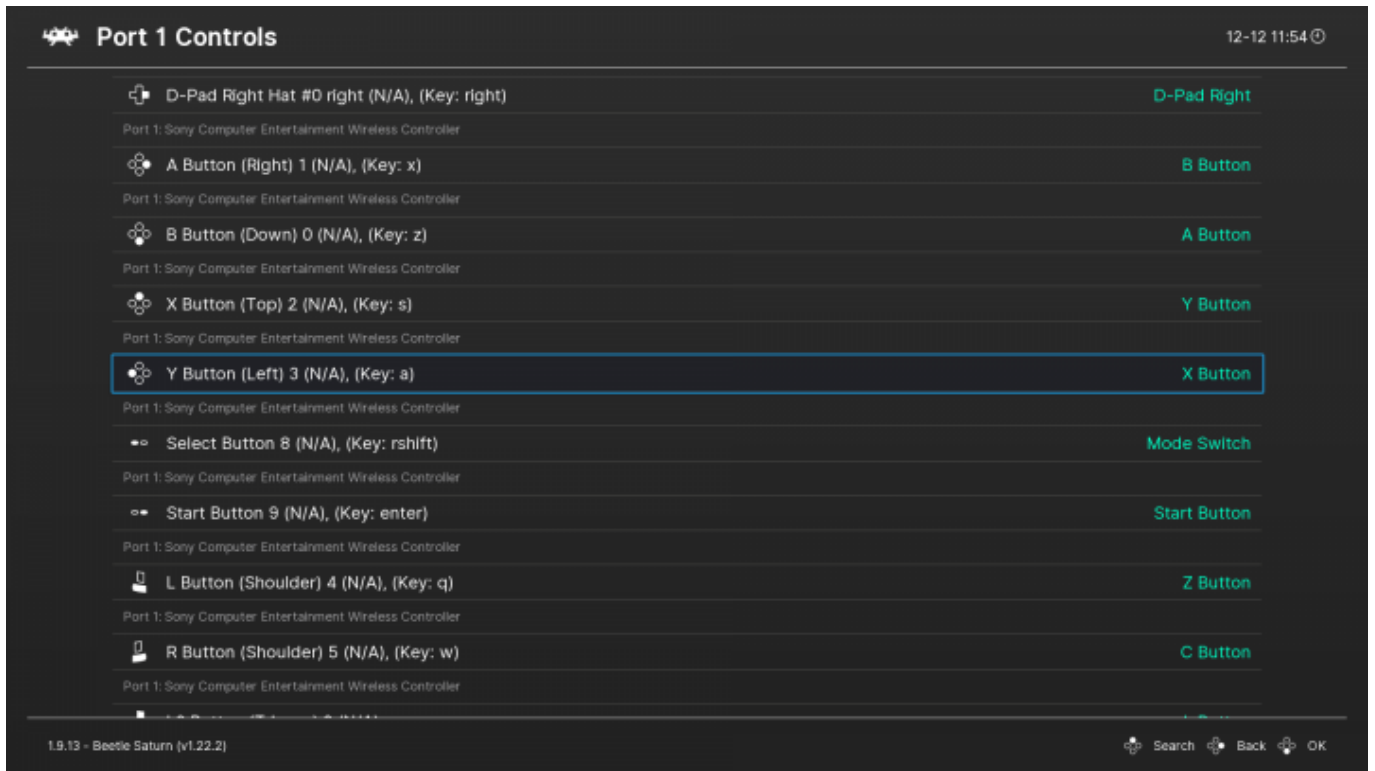 Port 1 Controls
12-12 11:54
D-Pad Right Hat #0 right (N/A), (Key: right)
D-Pad Right
Port 1: Sony Computer Entertainment Wireless Controller
A Button (Right) 1 (N/A), (Key: x)
B Button
Port 1: Sony Computer Entertainment Wireless Controller
B Button (Down) 0 (N/A), (Key: z)
A Button
Port 1: Sony Computer Entertainment Wireless Controller
X Button (Top) 2 (N/A), (Key: s)
Y Button
Port 1: Sony Computer Entertainment Wireless Controller
Y Button (Left) 3 (N/A), (Key: a)
X Button
Port 1: Sony Computer Entertainment Wireless Controller
Select Button 8 (N/A), (Key: rshift)
Mode Switch
Port 1: Sony Computer Entertainment Wireless Controller
Start Button 9 (N/A), (Key: enter)
Start Button
Port 1: Sony Computer Entertainment Wireless Controller
L Button (Shoulder) 4 (N/A), (Key: q)
Z Button
Port 1: Sony Computer Entertainment Wireless Controller
R Button (Shoulder) 5 (N/A), (Key: w)
C Button
Port 1: Sony Computer Entertainment Wireless Controller
1.9.13 - Beetle Saturn (v1.22.2)
Search Back OK